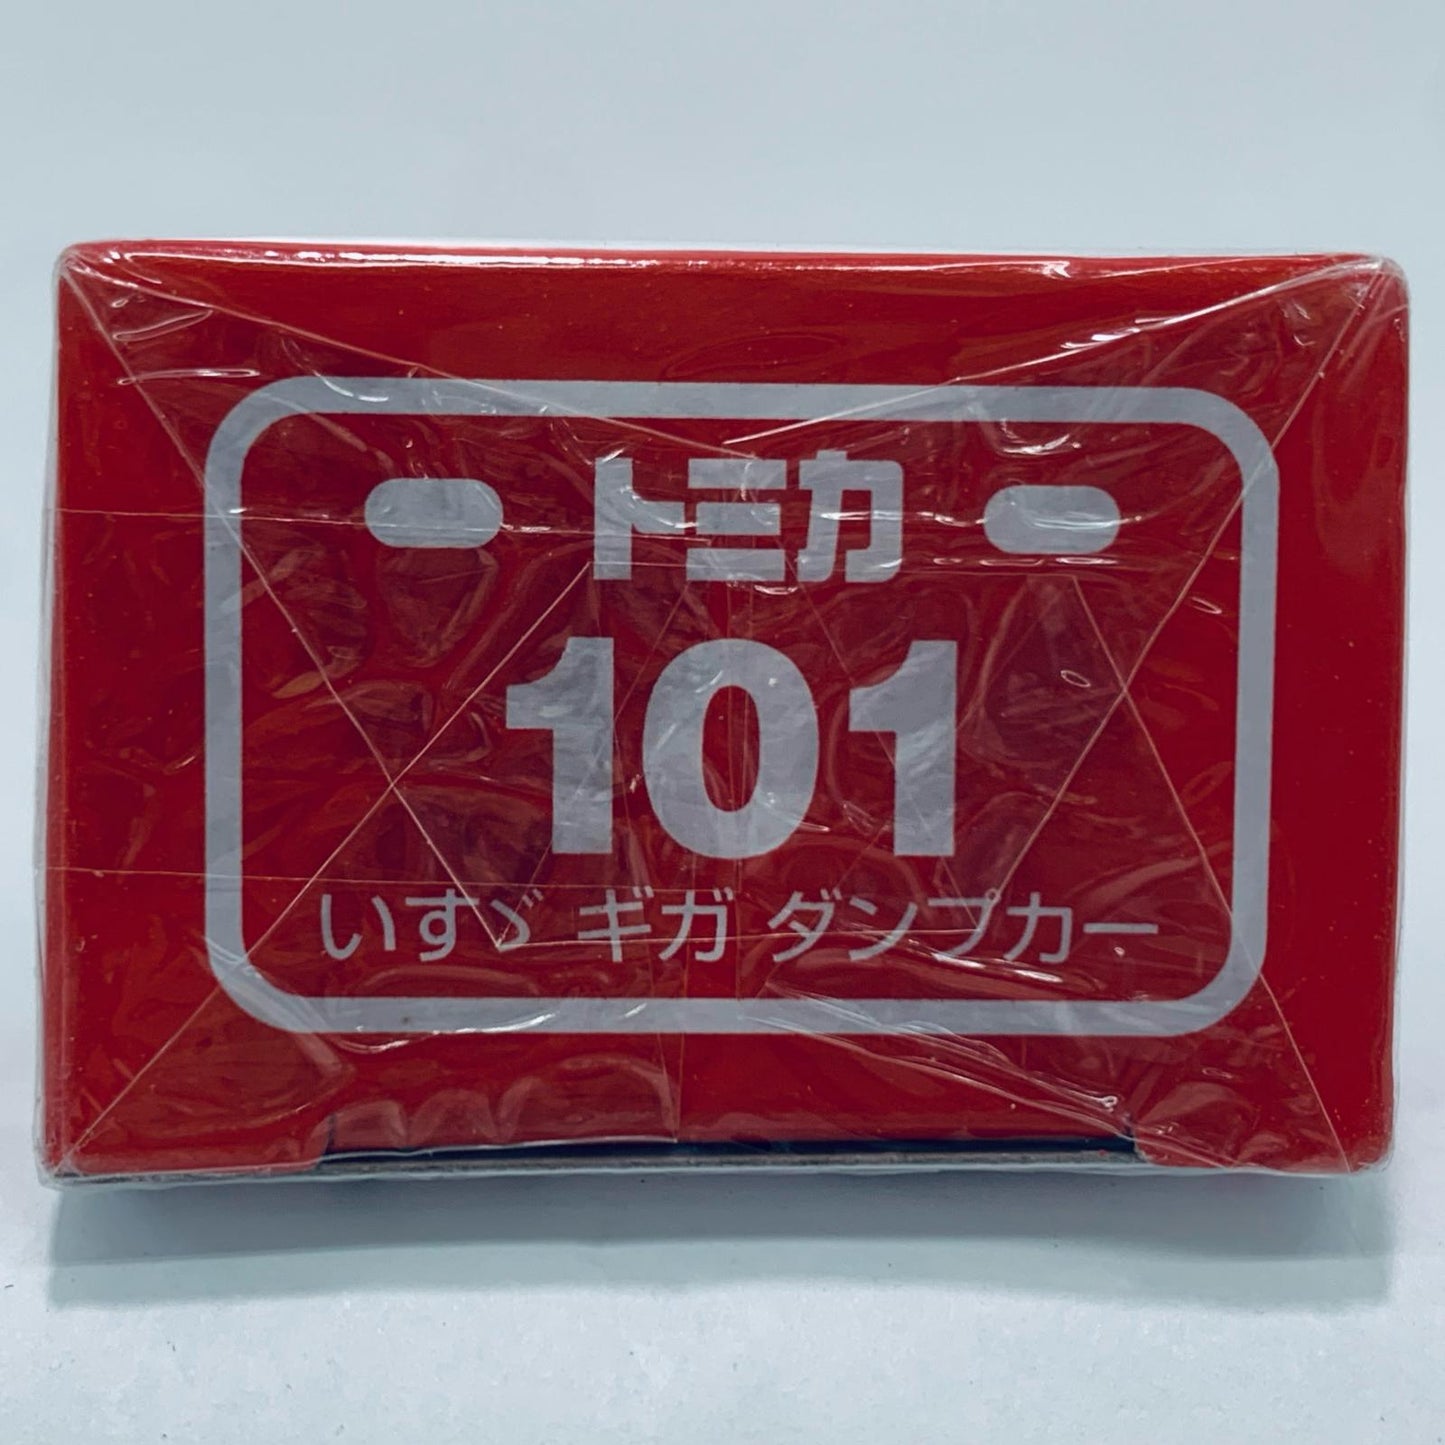 トミカ
101
いすゞ ギガ ダンプカー